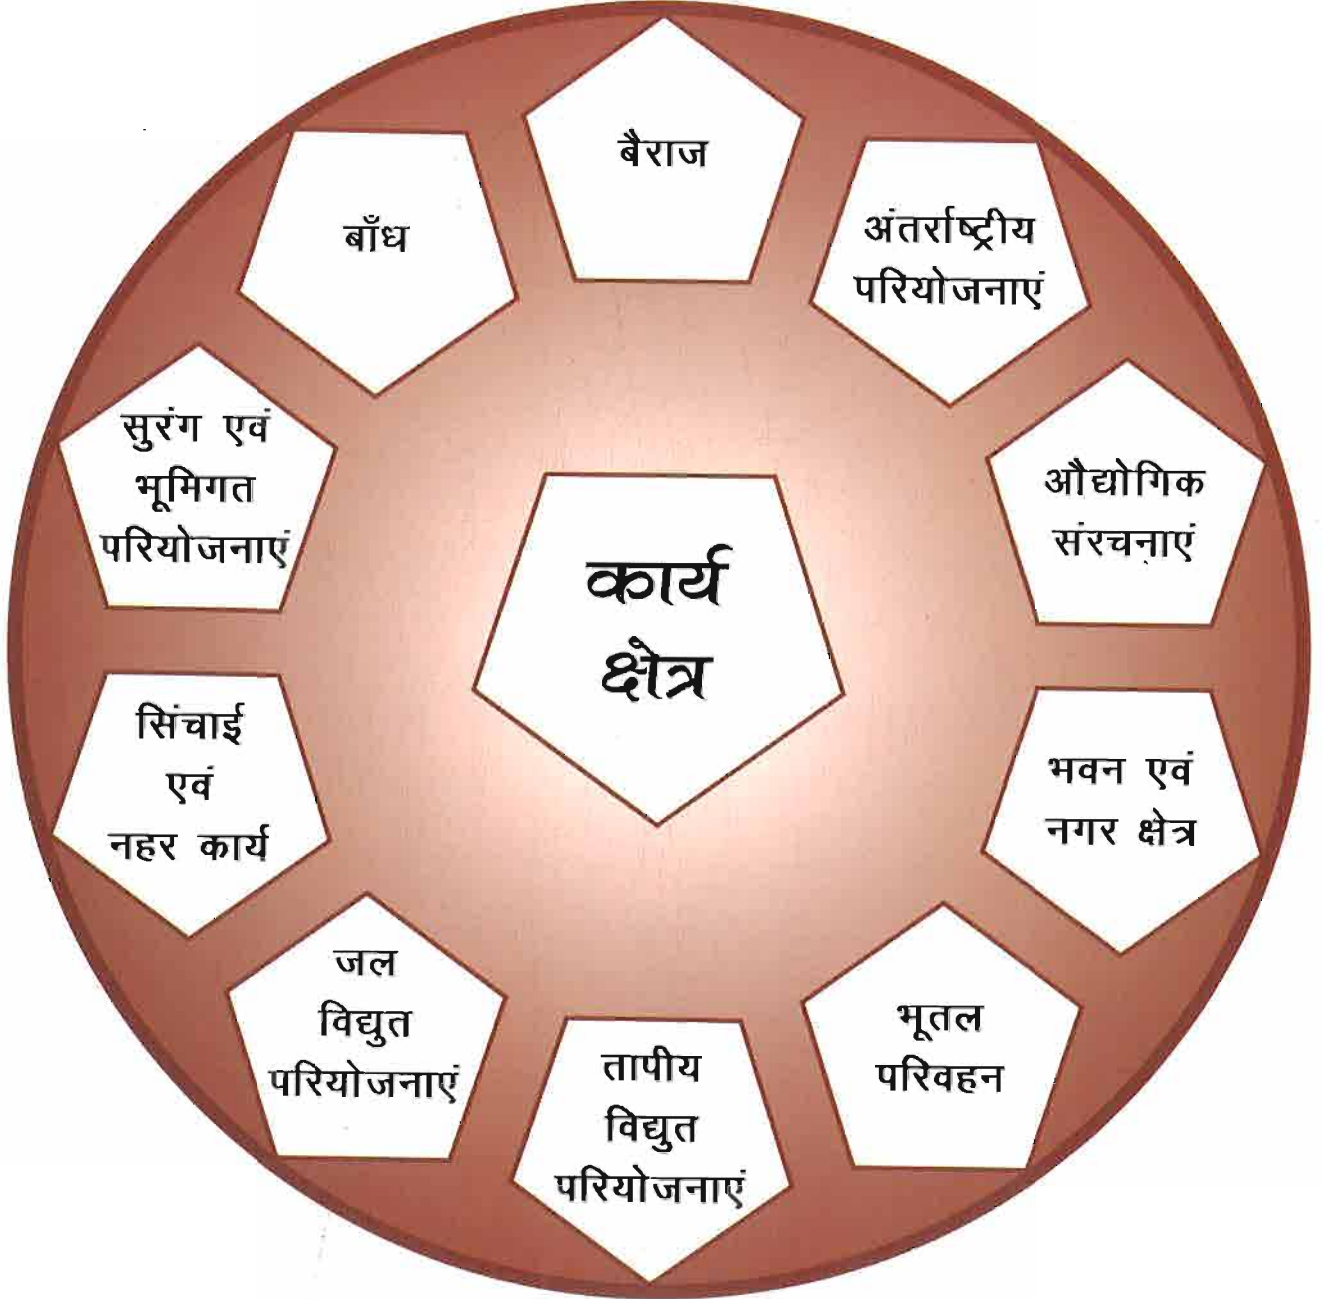 बैराज
अंतर्राष्ट्रीय
परियोजनाएं
औद्योगिक
संरचनाएं
भवन एवं
नगर क्षेत्र
भूतल
परिवहन
तापीय
विद्युत
परियोजनाएं
जल
विद्युत
परियोजनाएं
सिंचाई
एवं
नहर कार्य
सुरंग एवं
भूमिगत
परियोजनाएं
बाँध
कार्य
क्षेत्र